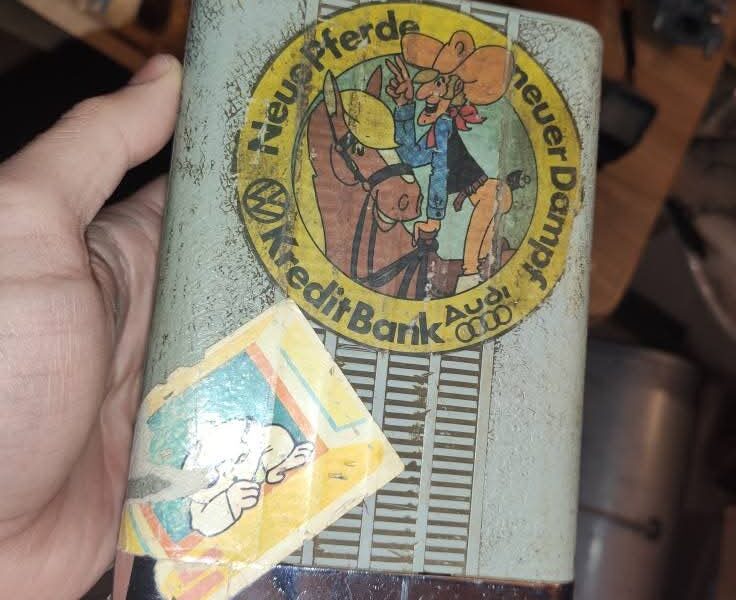 Neue Pferde
neuer Dampf
VW
KreditBank
Audi